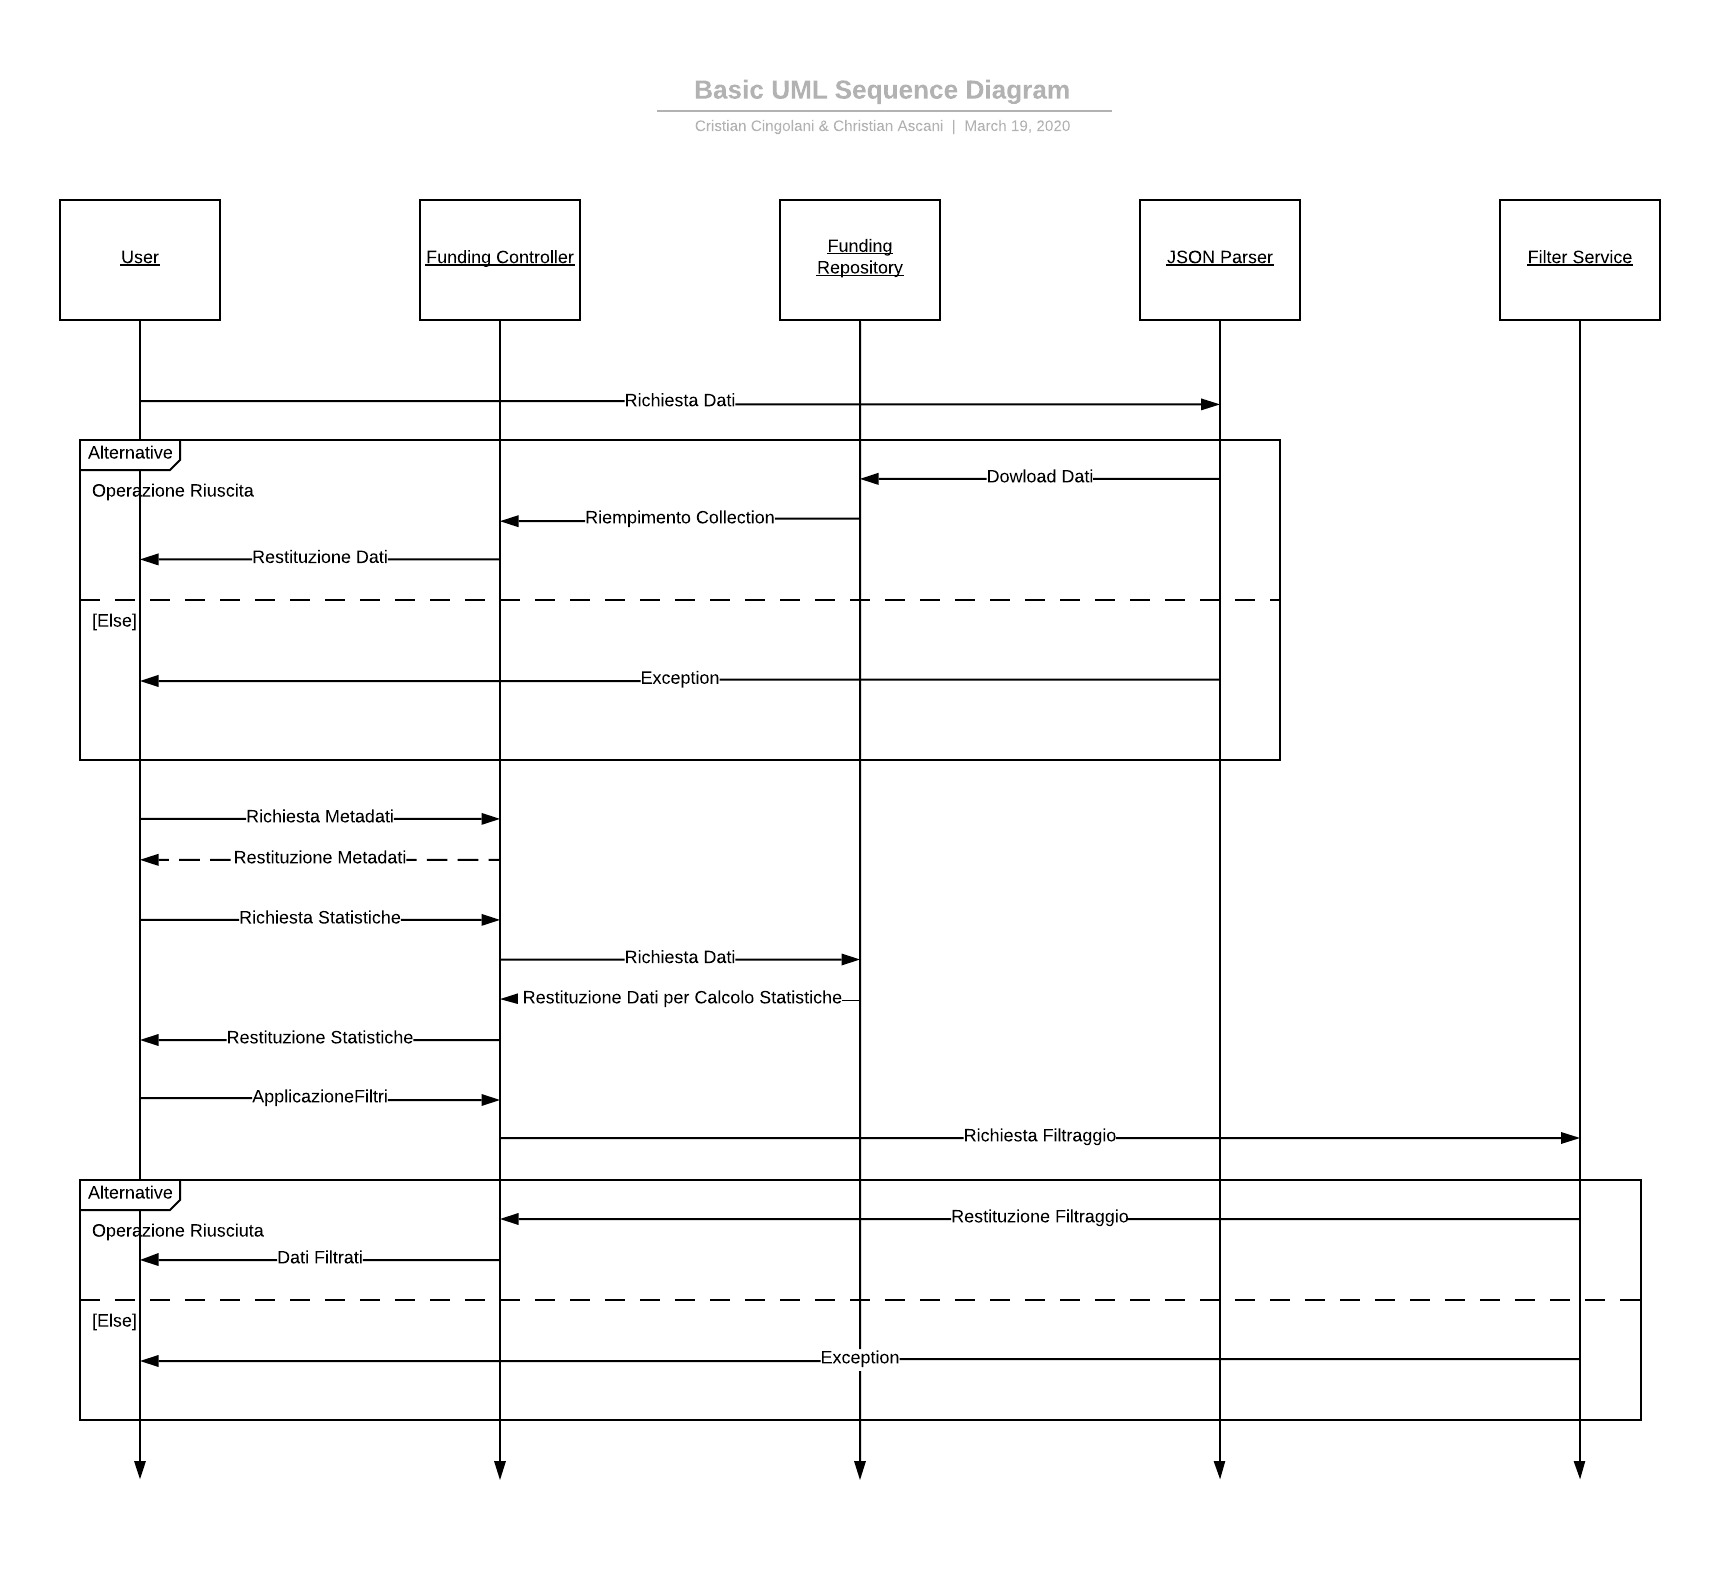 Basic UML Sequence Diagram
Cristian Cingolani & Christian Ascani | March 19, 2020
User
Funding Controller
Funding
Repository
JSON Parser
Filter Service
Richiesta Dati
Alternative
Operazione Riuscita
Dowload Dati
Riempimento Collection
Restituzione Dati
[Else]
Exception
Richiesta Metadati
Restituzione Metadati
Richiesta Statistiche
Richiesta Dati
Restituzione Dati per Calcolo Statistiche
Restituzione Statistiche
ApplicazioneFiltri
Richiesta Filtraggio
Alternative
Operazione Riusciuta
Restituzione Filtraggio
Dati Filtrati
[Else]
Exception